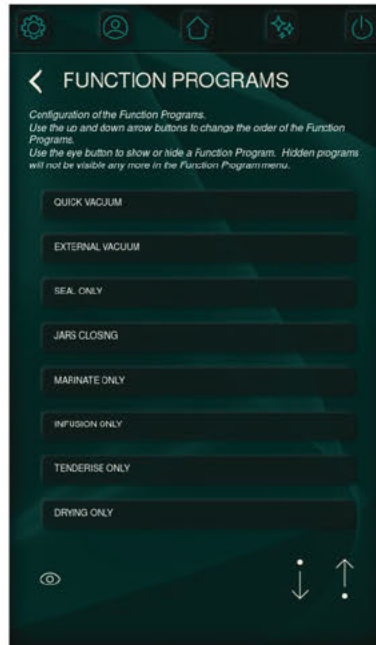 FUNCTION PROGRAMS
Configuration of the Function Programs.
Use the up and down arrow buttons to change the order of the Function
Programs.
Use the eye button to show or hide a Function Program. Hidden programs
will not be visible any more in the Function Program menu.
QUICK VACUUM
EXTERNAL VACUUM
SEAL ONLY
JARS CLOSING
MARINATE ONLY
INFUSION ONLY
TENDERISE ONLY
DRYING ONLY